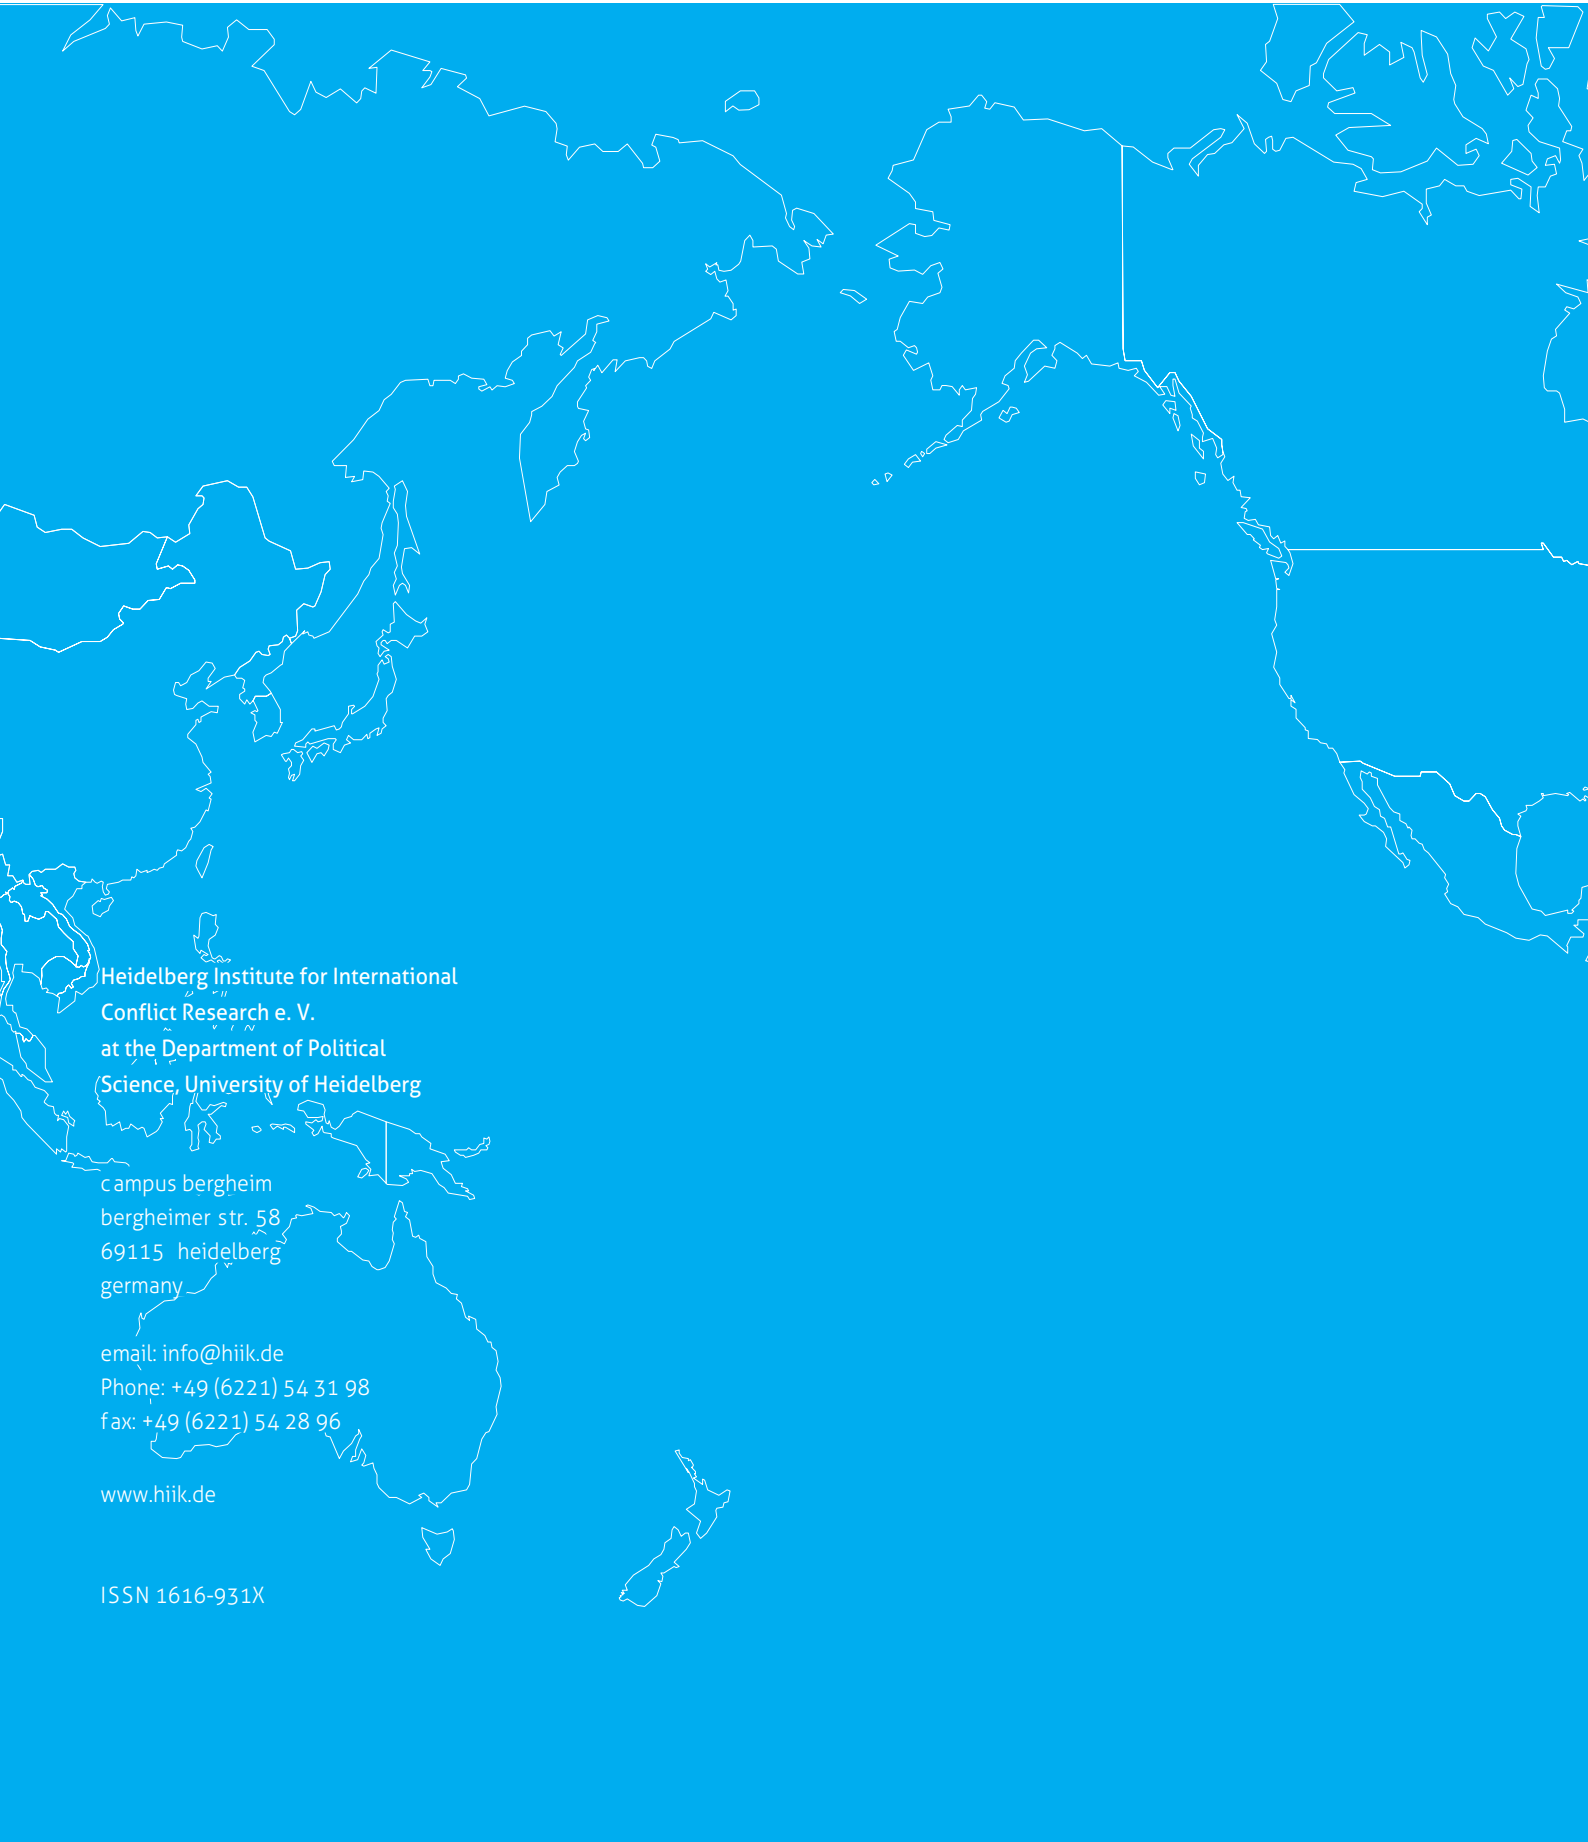 Heidelberg Institute for International
Conflict Research e. V.
at the Department of Political
Science, University of Heidelberg
campus bergheim
bergheimer str. 58
69115 heidelberg
germany
email: info@hiik.de
Phone: +49 (6221) 54 31 98
fax: +49 (6221) 54 28 96
www.hiik.de
ISSN 1616-931X